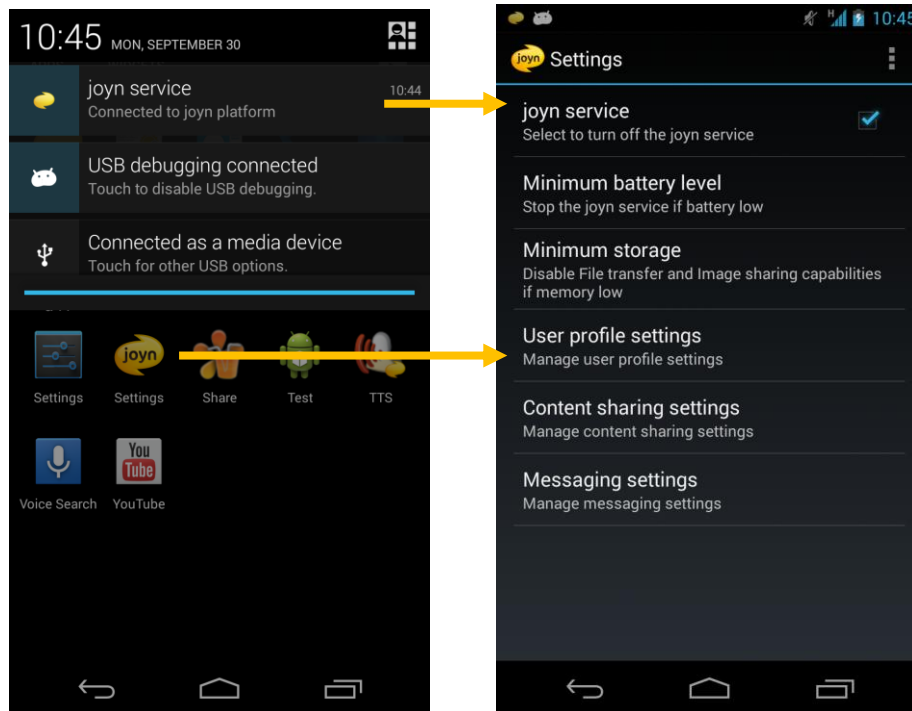 10:45 MON, SEPTEMBER 30
joyn service 10:44
Connected to joyn platform
USB debugging connected
Touch to disable USB debugging.
Connected as a media device
Touch for other USB options.
joyn
Settings Settings Share Test TTS
You
Tube
Voice Search YouTube
H 10:45
joyn Settings
joyn service
Select to turn off the joyn service
Minimum battery level
Stop the joyn service if battery low
Minimum storage
Disable File transfer and Image sharing capabilities
if memory low
User profile settings
Manage user profile settings
Content sharing settings
Manage content sharing settings
Messaging settings
Manage messaging settings